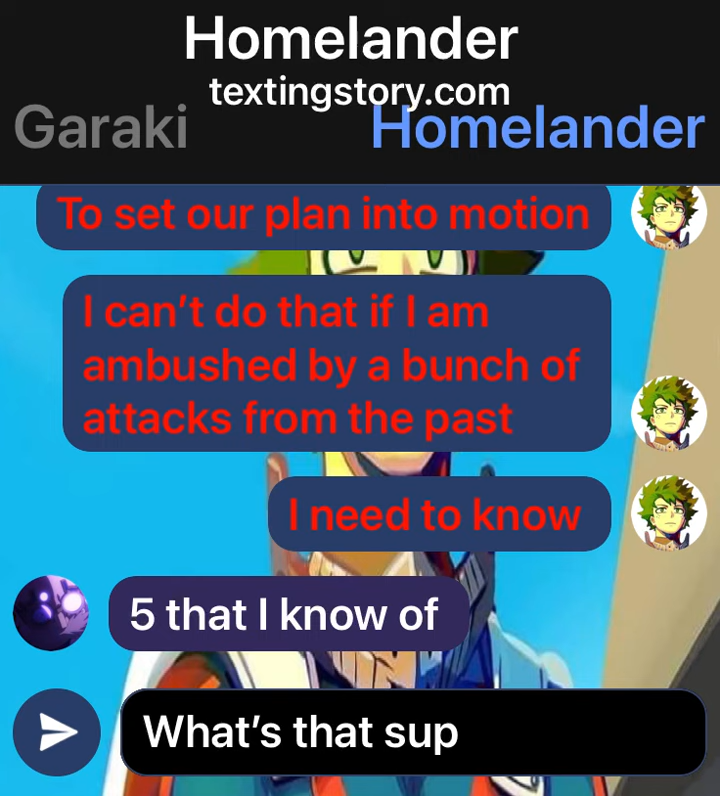 Homelander
textingstory.com
Garaki
Homelander
To set our plan into motion
I can't do that if I am
ambushed by a bunch of
attacks from the past
I need to know
5 that I know of
What's that sup